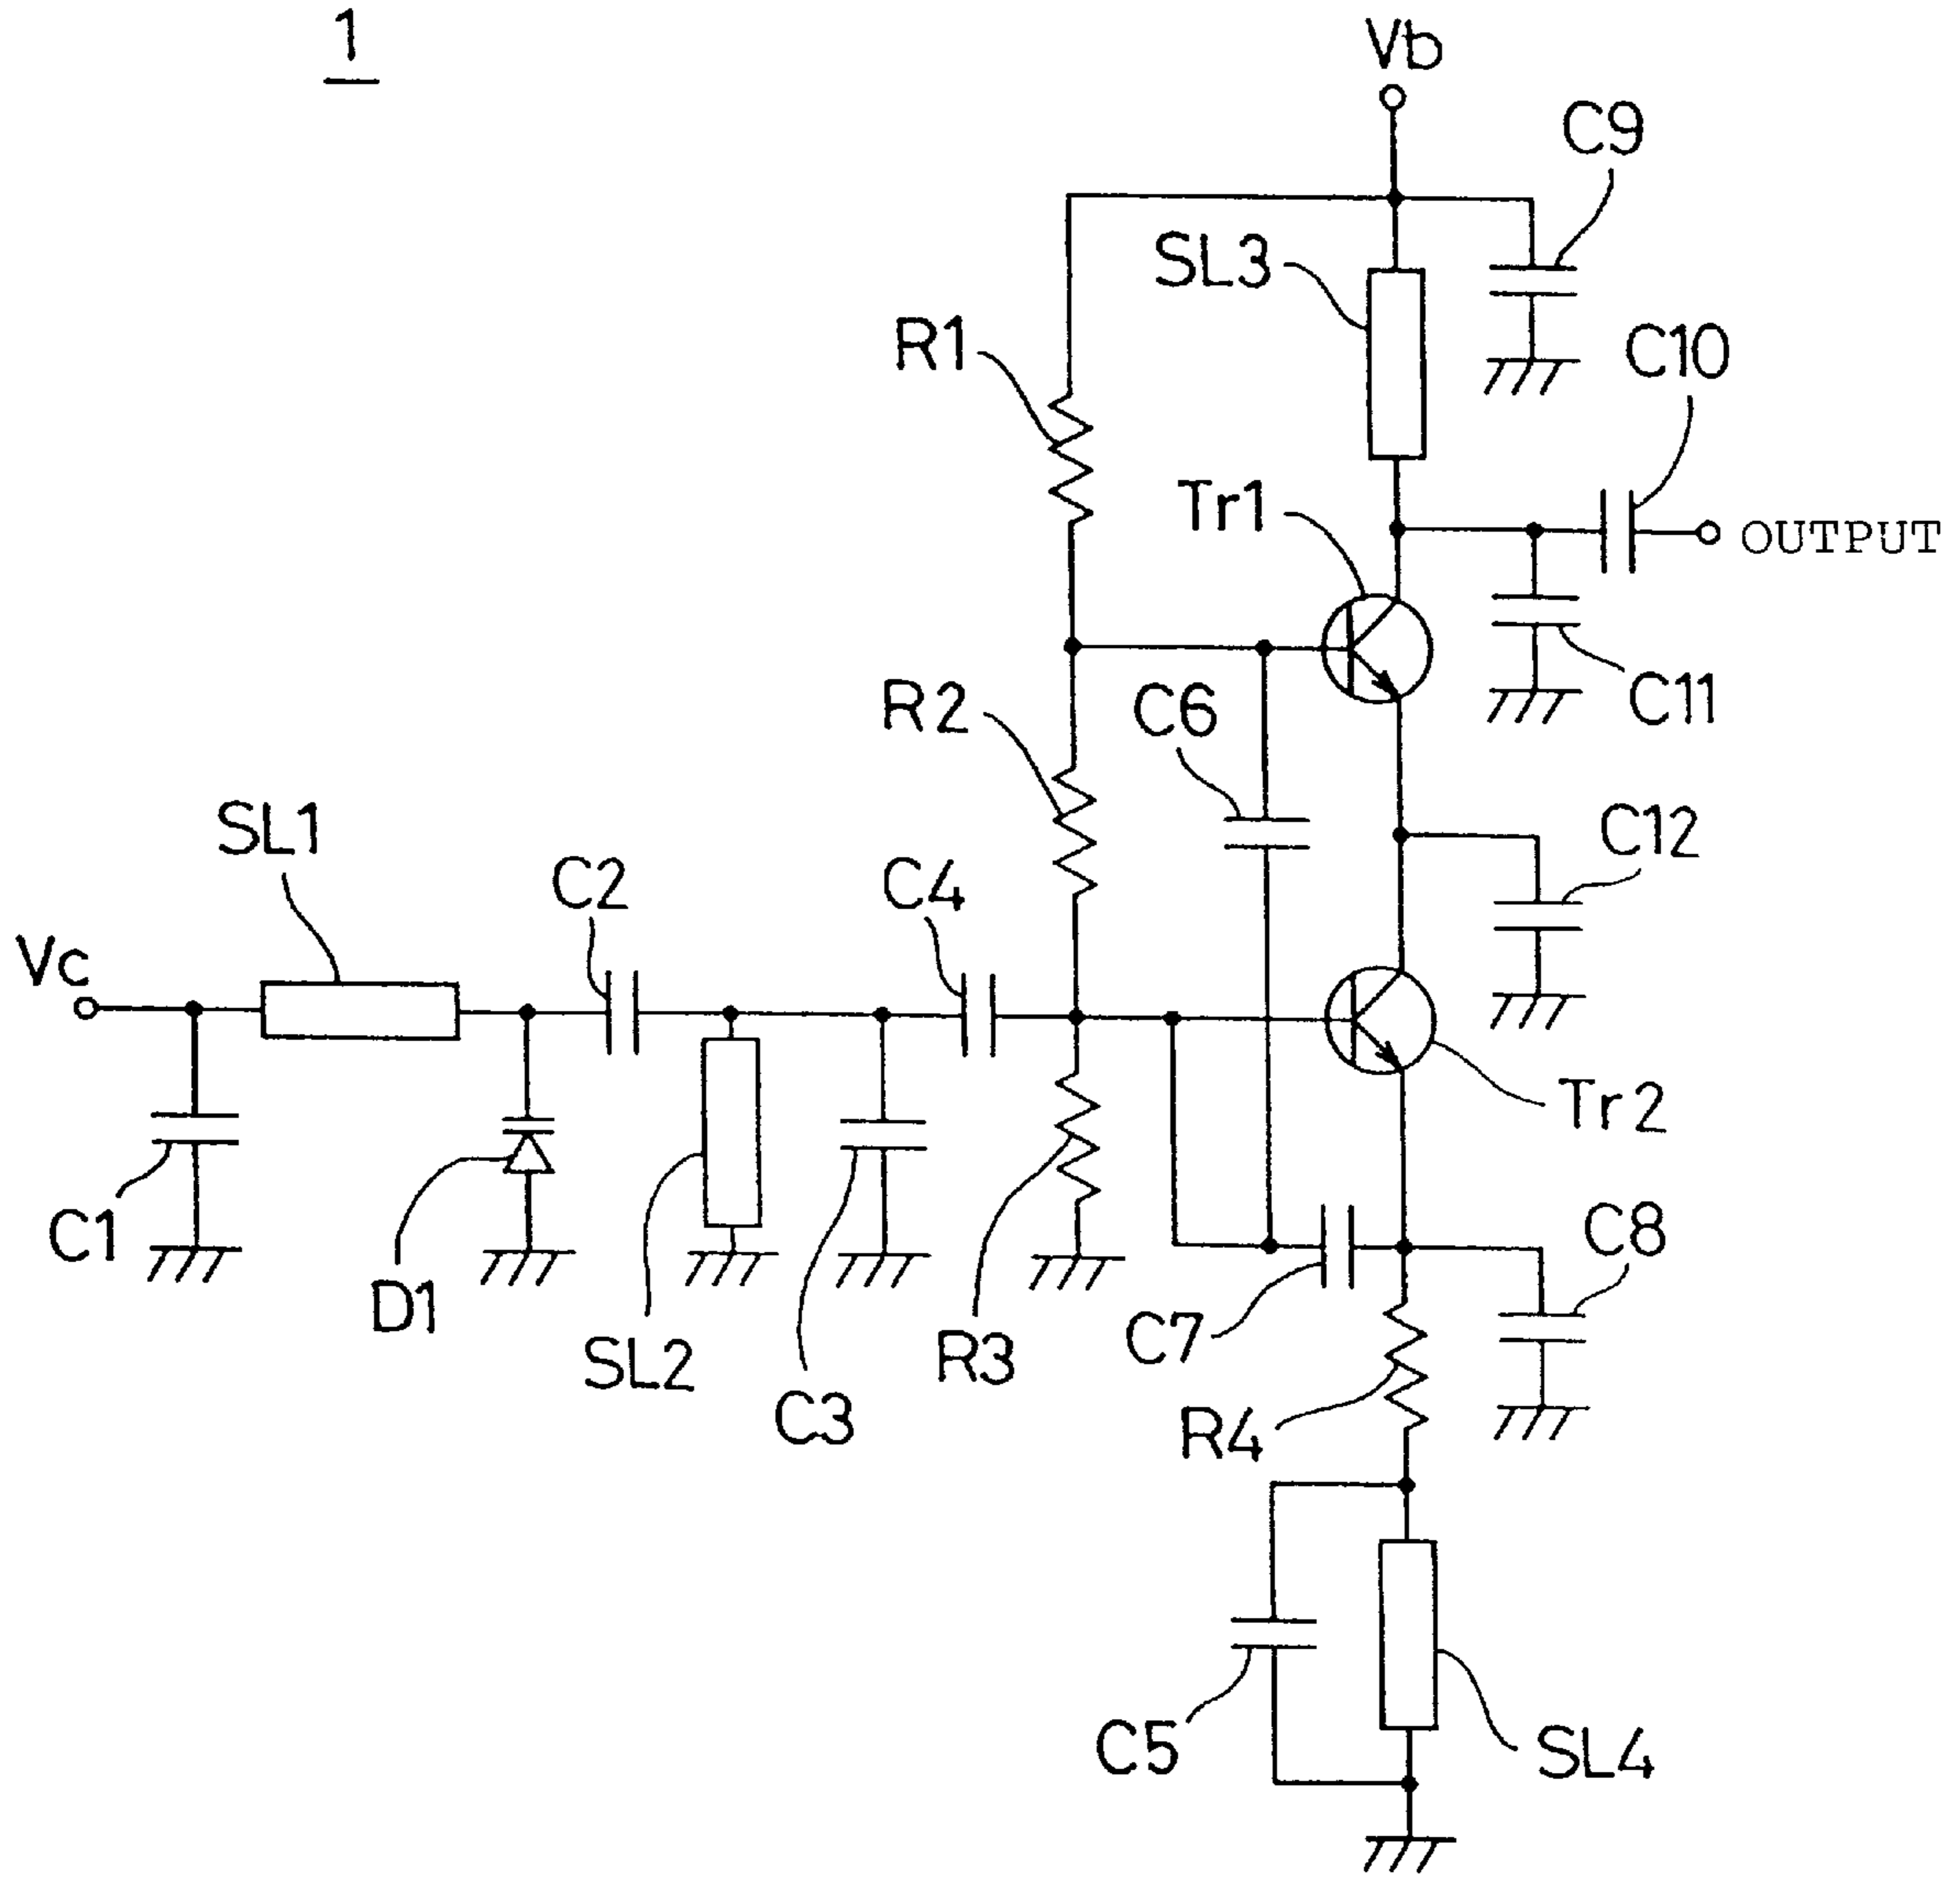 1
Vb
C9
SL3
R1
C10
Tr1
OUTPUT
R2
C6
C11
SL1
C2
C4
C12
Vc
Tr2
C1
D1
SL2
C3
R3
C7
C8
R4
C5
SL4